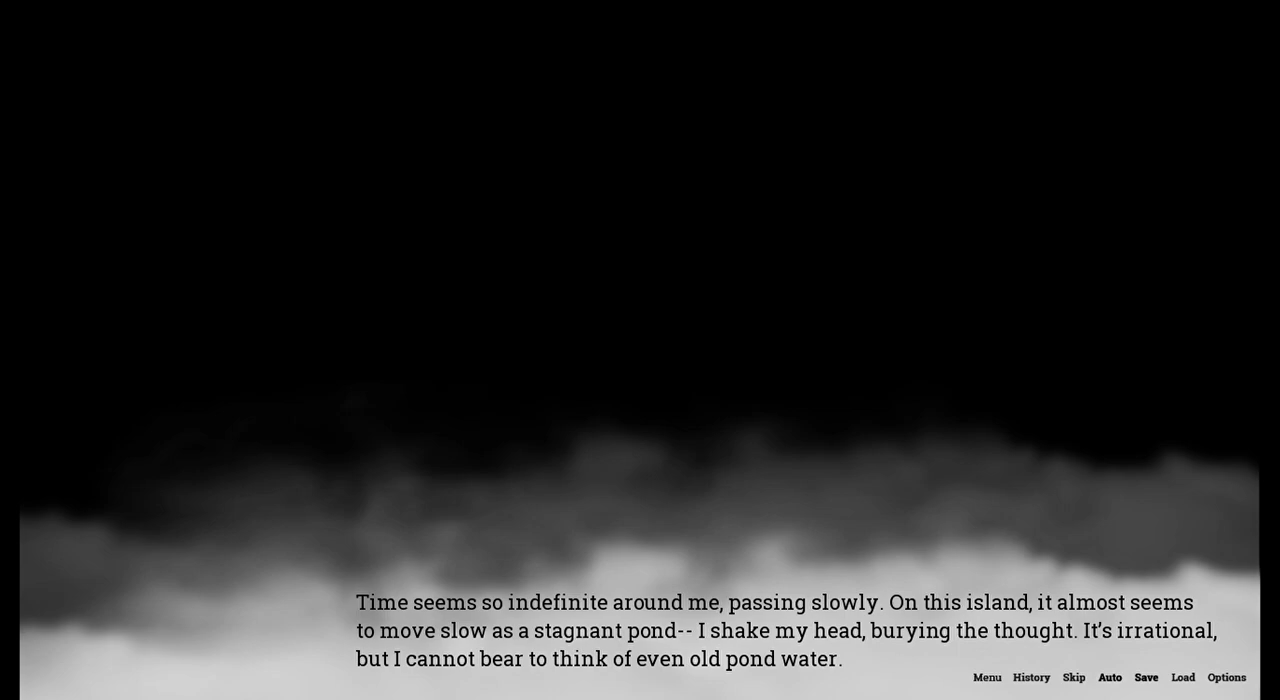 Time seems so indefinite around me, passing slowly. On this island, it almost seems
to move slow as a stagnant pond-- I shake my head, burying the thought. It’s irrational,
but I cannot bear to think of even old pond water.
Menu History Skip Auto Save Load Options